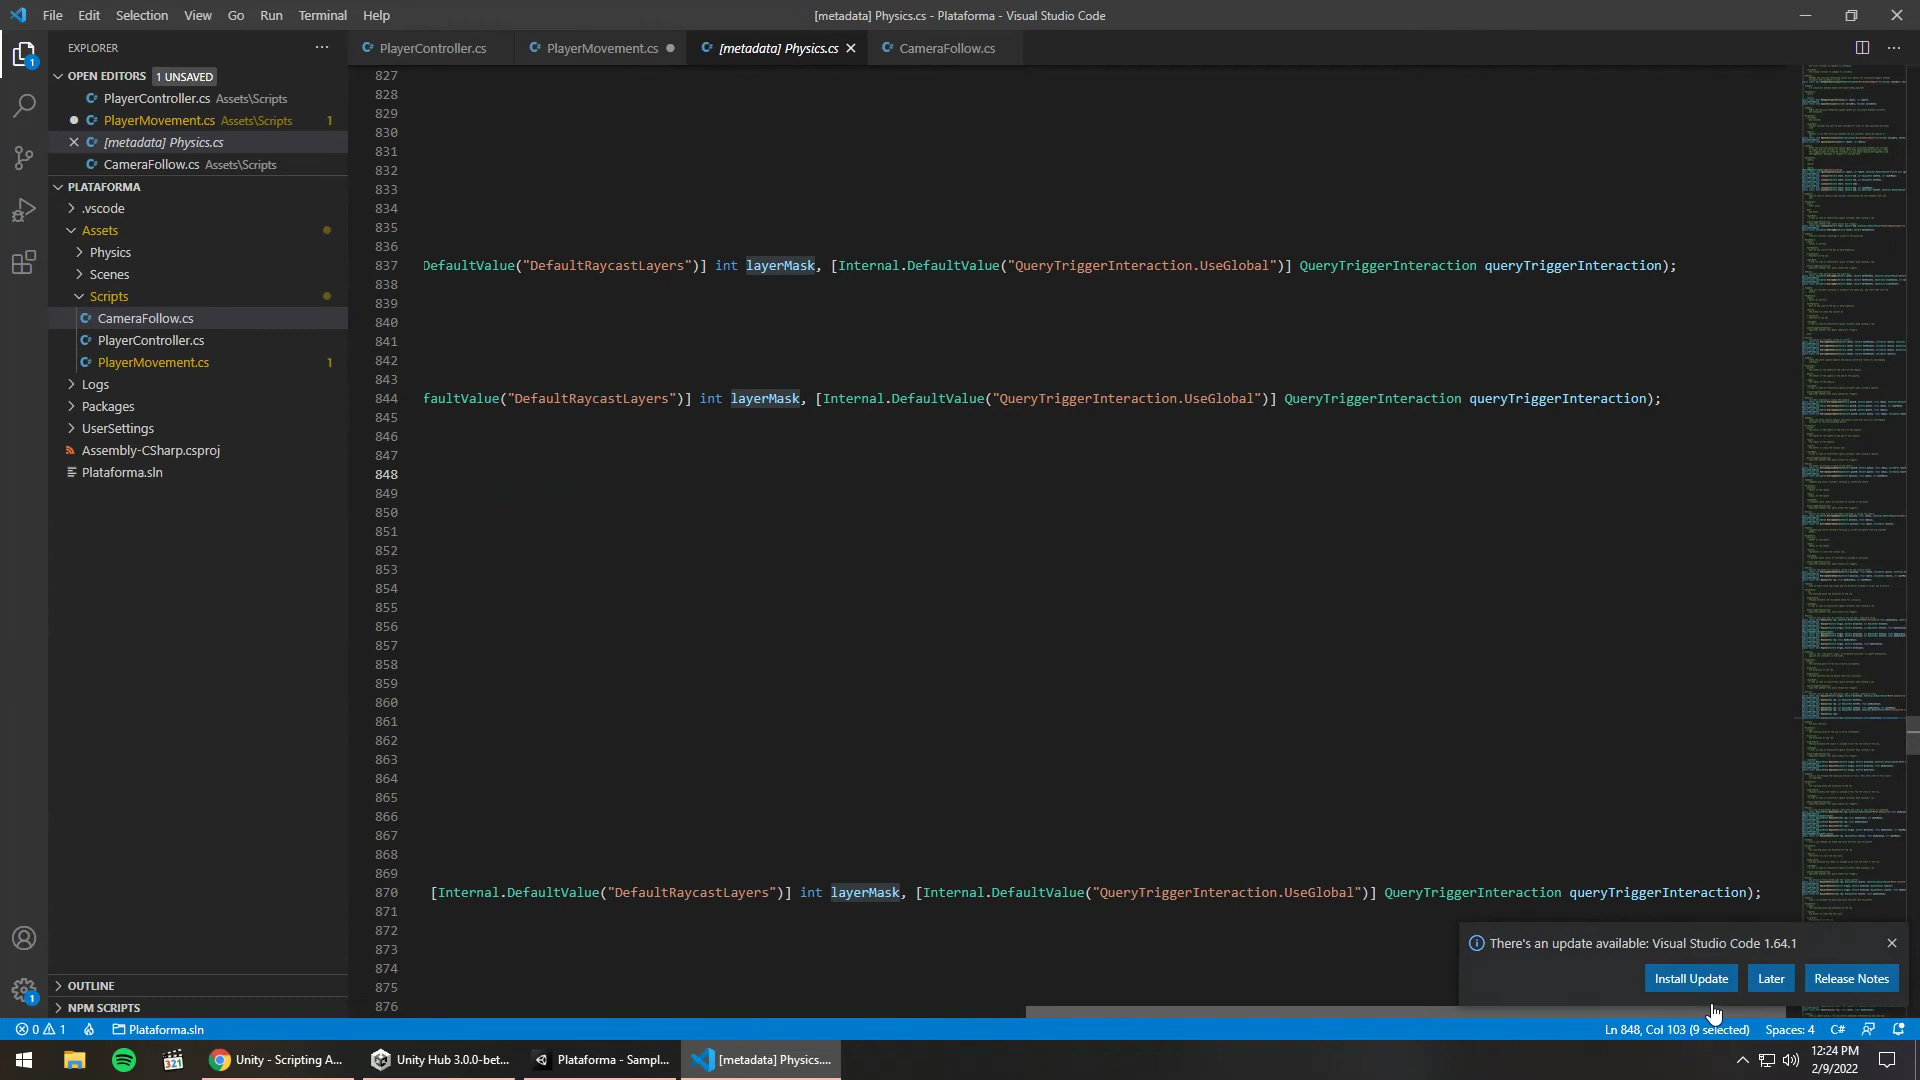 File Edit Selection View Go Run Terminal Help
[metadata] Physics.cs - Plataforma - Visual Studio Code
EXPLORER
PlayerController.cs PlayerMovement.cs [metadata] Physics.cs CameraFollow.cs
OPEN EDITORS 1 UNSAVED
PlayerController.cs Assets\Scripts
PlayerMovement.cs Assets\Scripts 1
[metadata] Physics.cs
CameraFollow.cs Assets\Scripts
PLATAFORMA
.vscode
Assets
Physics
Scenes
Scripts
CameraFollow.cs
PlayerController.cs
PlayerMovement.cs 1
Logs
Packages
UserSettings
Assembly-CSharp.csproj
Plataforma.sln
OUTLINE
NPM SCRIPTS
827
828
829
830
831
832
833
834
835
836
837 DefaultValue("DefaultRaycastLayers")] int layerMask, [Internal.DefaultValue("QueryTriggerInteraction.UseGlobal")] QueryTriggerInteraction queryTriggerInteraction);
838
839
840
841
842
843
844 faultValue("DefaultRaycastLayers")] int layerMask, [Internal.DefaultValue("QueryTriggerInteraction.UseGlobal")] QueryTriggerInteraction queryTriggerInteraction);
845
846
847
848
849
850
851
852
853
854
855
856
857
858
859
860
861
862
863
864
865
866
867
868
869
870 [Internal.DefaultValue("DefaultRaycastLayers")] int layerMask, [Internal.DefaultValue("QueryTriggerInteraction.UseGlobal")] QueryTriggerInteraction queryTriggerInteraction);
871
872
873
874
875
876
There's an update available: Visual Studio Code 1.64.1
Install Update Later Release Notes
0 1 Plataforma.sln
Ln 848, Col 103 (9 selected) Spaces: 4 C#
Unity - Scripting A... Unity Hub 3.0.0-bet... Plataforma - Sampl... [metadata] Physics....
12:24 PM
2/9/2022